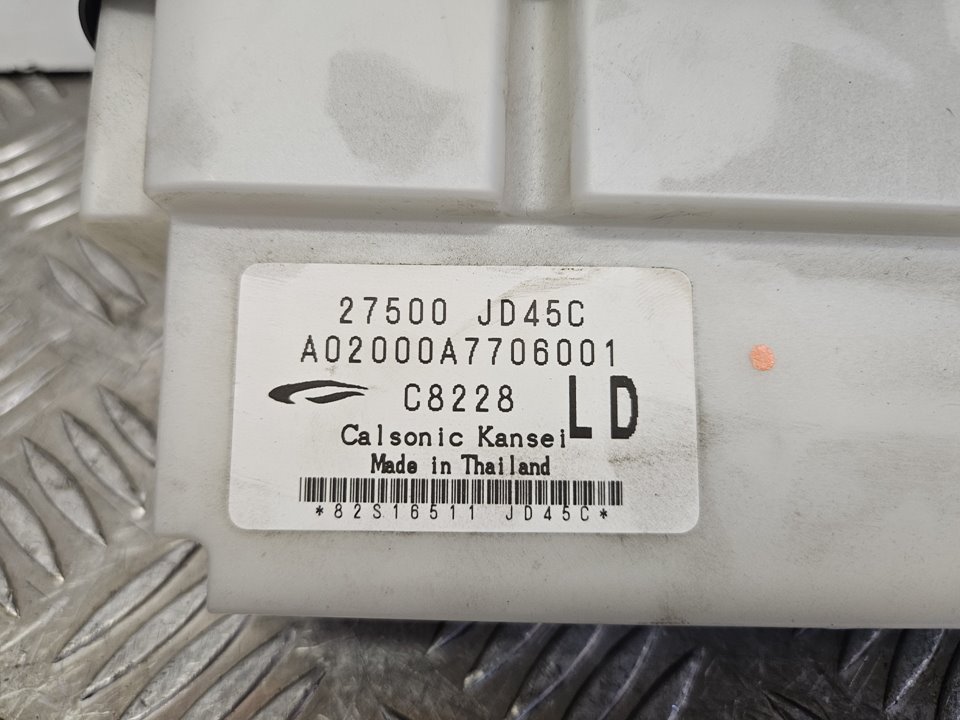 27500 JD45C
A02000A7706001
C8228 LD
Calsonic Kansei
Made in Thailand
*82S16511 JD45C*